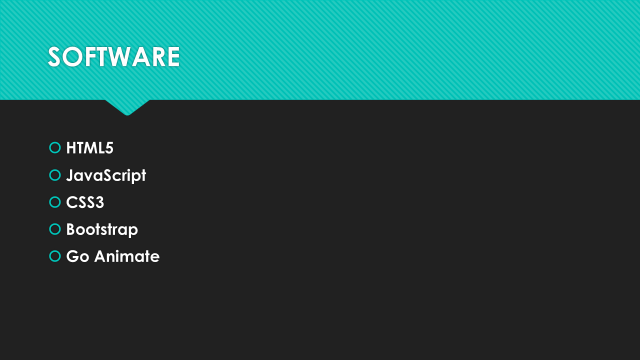 SOFTWARE
HTML5
JavaScript
CSS3
Bootstrap
Go Animate